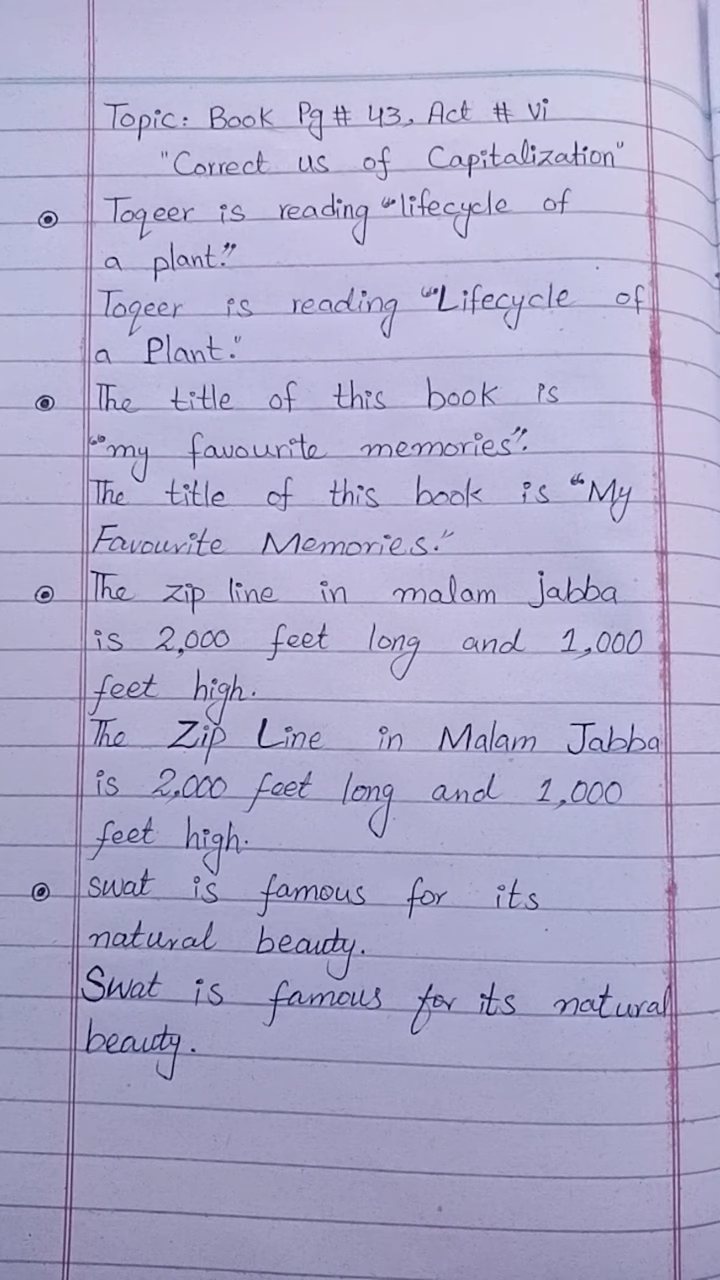 Topic: Book Pg # 43, Act # vi
"Correct us of Capitalization"
Toqeer is reading "lifecycle of
a plant."
Toqeer is reading "Lifecycle of
a Plant."
The title of this book is
"my favourite memories".
The title of this book is "My
Favourite Memories."
The zip line in malam jabba
is 2,000 feet long and 1,000
feet high.
The Zip Line in Malam Jabba
is 2,000 feet long and 1,000
feet high.
swat is famous for its
natural beauty.
Swat is famous for its natural
beauty.